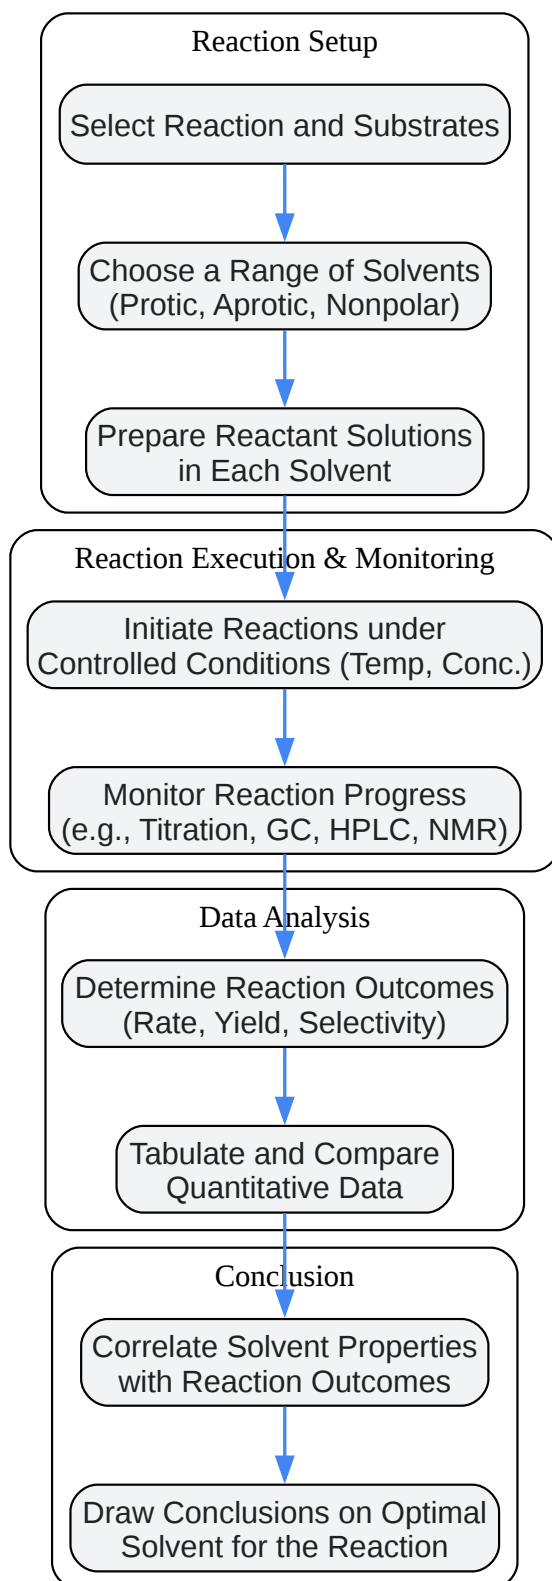 Reaction Setup
Select Reaction and Substrates
Choose a Range of Solvents
(Protic, Aprotic, Nonpolar)
Prepare Reactant Solutions
in Each Solvent
Reaction Execution & Monitoring
Initiate Reactions under
Controlled Conditions (Temp, Conc.)
Monitor Reaction Progress
(e.g., Titration, GC, HPLC, NMR)
Data Analysis
Determine Reaction Outcomes
(Rate, Yield, Selectivity)
Tabulate and Compare
Quantitative Data
Conclusion
Correlate Solvent Properties
with Reaction Outcomes
Draw Conclusions on Optimal
Solvent for the Reaction